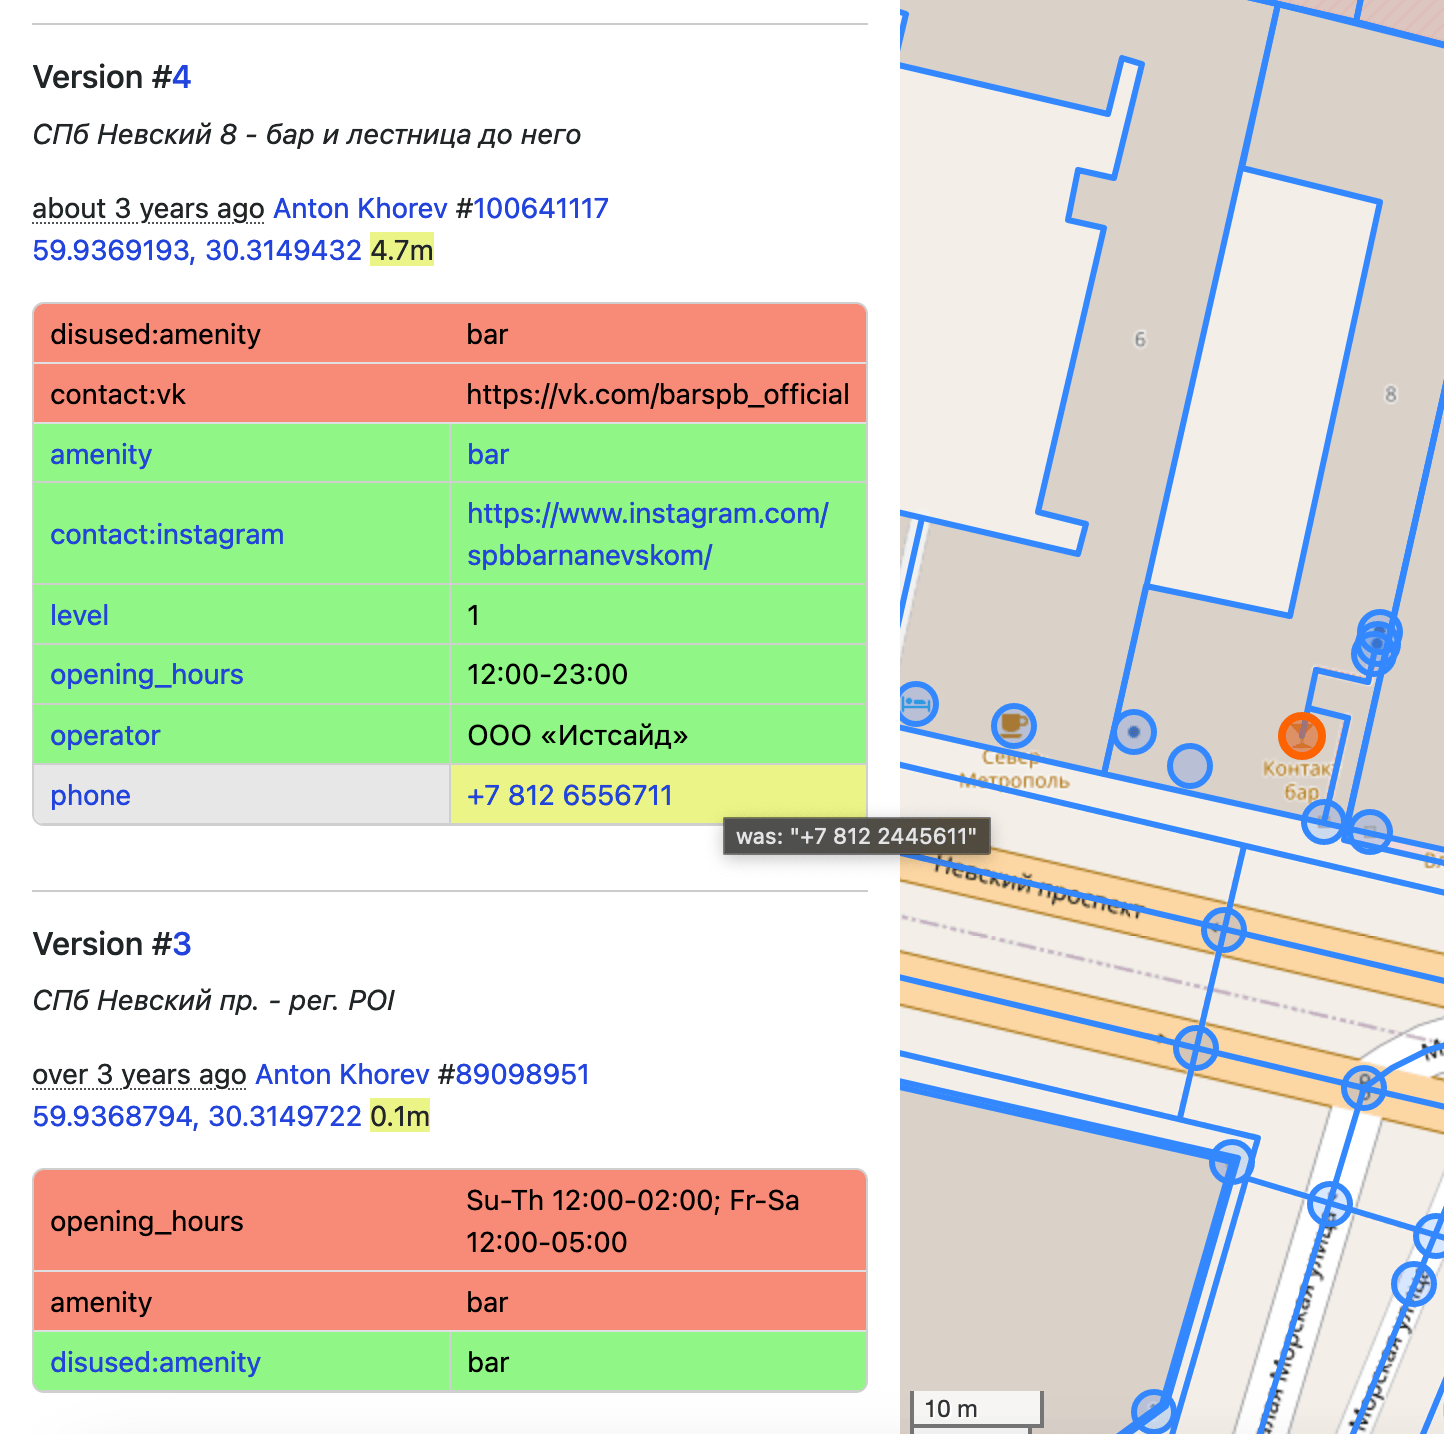 Version #4
СПб Невский 8 - бар и лестница до него
about 3 years ago Anton Khorev #100641117
59.9369193, 30.3149432 4.7m
disused:amenity bar
contact:vk https://vk.com/barspb_official
amenity bar
contact:instagram https://www.instagram.com/
spbbarnanevskom/
level 1
opening_hours 12:00-23:00
operator ООО «Истсайд»
phone +7 812 6556711
was: "+7 812 2445611"
Version #3
СПб Невский пр. - рег. POI
over 3 years ago Anton Khorev #89098951
59.9368794, 30.3149722 0.1m
opening_hours Su-Th 12:00-02:00; Fr-Sa
12:00-05:00
amenity bar
disused:amenity bar
6
8
Север
Метрополь
Контак
бар
Невский проспект
лая Морская улица
Морская улица
10 m